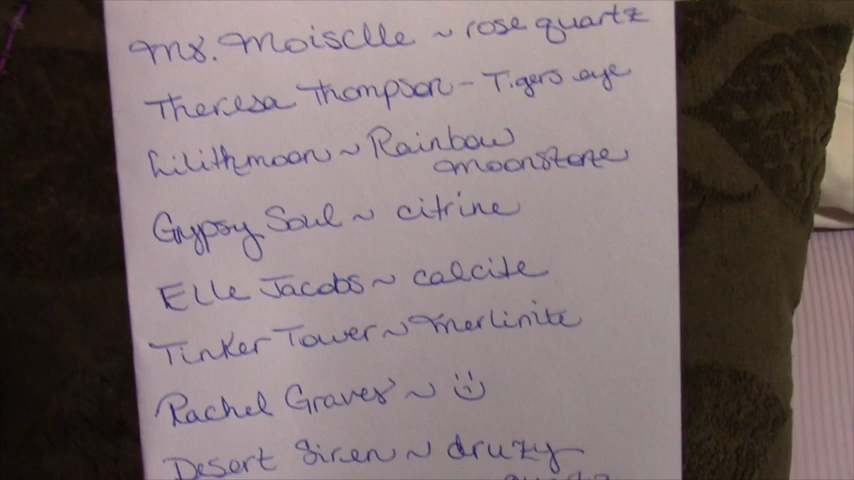 Ms. Moiselle ~ rose quartz
Theresa Thompson - Tigers eye
Lilithmoon ~ Rainbow
moonstone
Gypsy Soul ~ citrine
Elle Jacobs ~ calcite
Tinker Tower ~ Merlinite
Rachel Graves ~ :)
Desert Siren ~ druzy